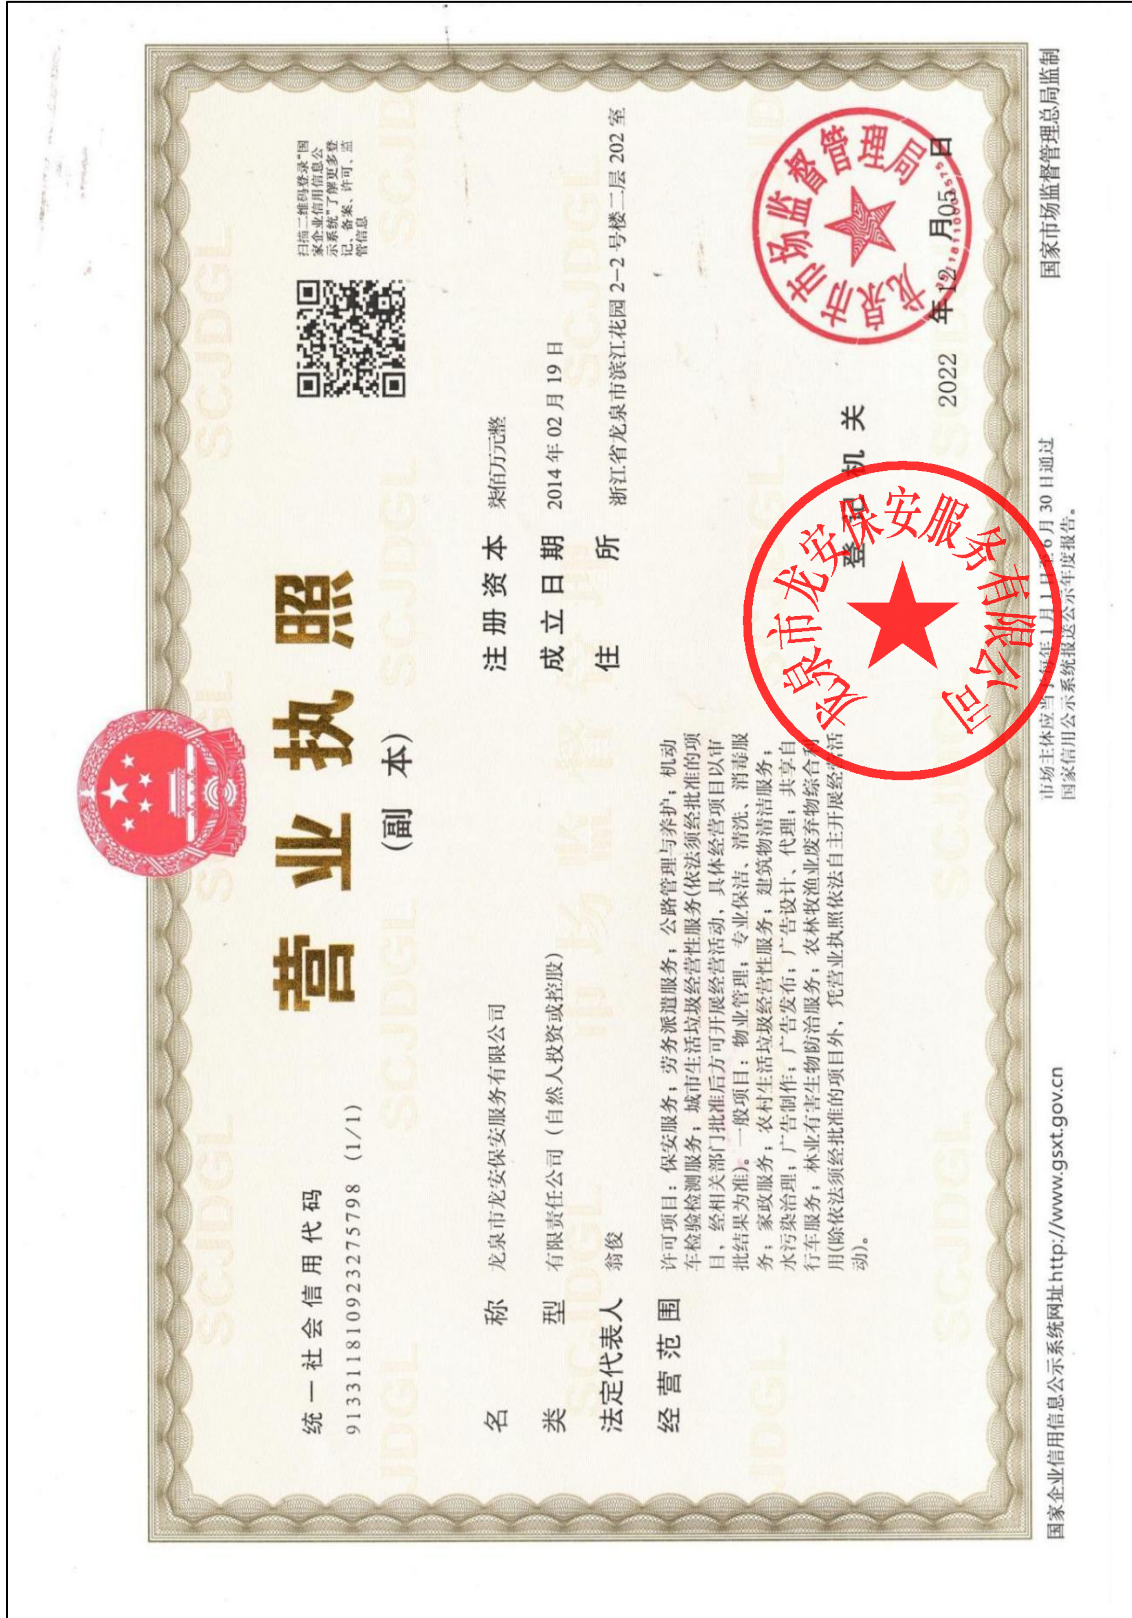 统一社会信用代码
913311810923275798 (1/1)
营业执照
(副 本)
扫描二维码登录“国
家企业信用信息公
示系统”了解更多登
记、备案、许可、监
管信息
名 称 龙泉市龙安保安服务有限公司
类 型 有限责任公司（自然人投资或控股）
法定代表人 翁俊
经营范围
许可项目：保安服务；劳务派遣服务；公路管理与养护；机动
车检验检测服务；城市生活垃圾经营性服务(依法须经批准的项
目，经相关部门批准后方可开展经营活动，具体经营项目以审
批结果为准)。一般项目：物业管理；专业保洁、清洗、消毒服
务；家政服务；农村生活垃圾经营性服务；建筑物清洁服务；
水污染治理；广告制作；广告发布；广告设计、代理；共享自
行车服务；林业有害生物防治服务；农林牧渔业废弃物综合利
用(除依法须经批准的项目外，凭营业执照依法自主开展经营活
动)。
注册资本 柒佰万元整
成立日期 2014年02月19日
住 所 浙江省龙泉市滨江花园2-2号楼二层202室
登记机关
龙泉市市场监督管理局
2022 年 12 月 05 日
龙泉市龙安保安服务有限公司
国家企业信用信息公示系统网址http://www.gsxt.gov.cn
市场主体应当于每年1月1日至6月30日通过
国家信用公示系统报送公示年度报告。
国家市场监督管理总局监制
SCJDGL